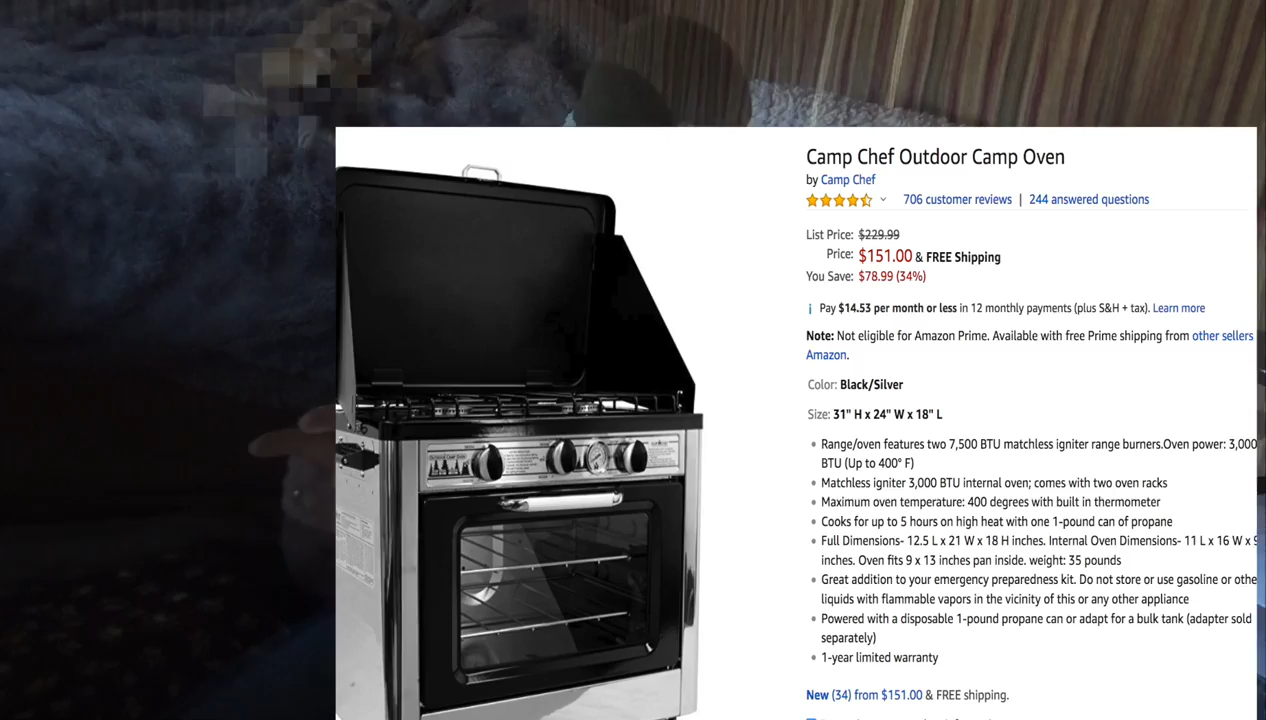 Camp Chef Outdoor Camp Oven
by Camp Chef
706 customer reviews | 244 answered questions
List Price: $229.99
Price: $151.00 & FREE Shipping
You Save: $78.99 (34%)
i Pay $14.53 per month or less in 12 monthly payments (plus S&H + tax). Learn more
Note: Not eligible for Amazon Prime. Available with free Prime shipping from other sellers
Amazon.
Color: Black/Silver
Size: 31" H x 24" W x 18" L
• Range/oven features two 7,500 BTU matchless igniter range burners.Oven power: 3,000
BTU (Up to 400° F)
• Matchless igniter 3,000 BTU internal oven; comes with two oven racks
• Maximum oven temperature: 400 degrees with built in thermometer
• Cooks for up to 5 hours on high heat with one 1-pound can of propane
• Full Dimensions- 12.5 L x 21 W x 18 H inches. Internal Oven Dimensions- 11 L x 16 W x
inches. Oven fits 9 x 13 inches pan inside. weight: 35 pounds
• Great addition to your emergency preparedness kit. Do not store or use gasoline or othe
liquids with flammable vapors in the vicinity of this or any other appliance
• Powered with a disposable 1-pound propane can or adapt for a bulk tank (adapter sold
separately)
• 1-year limited warranty
New (34) from $151.00 & FREE shipping.